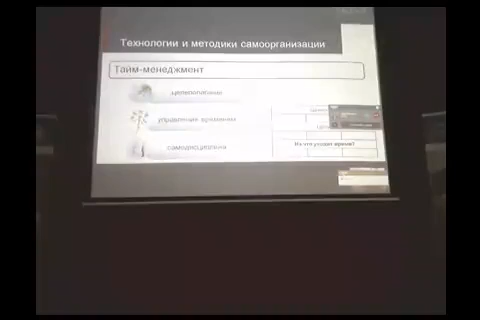 Технологии и методики самоорганизации
Тайм-менеджмент
целеполагание
управление временем
самодисциплина
На что уходит время?